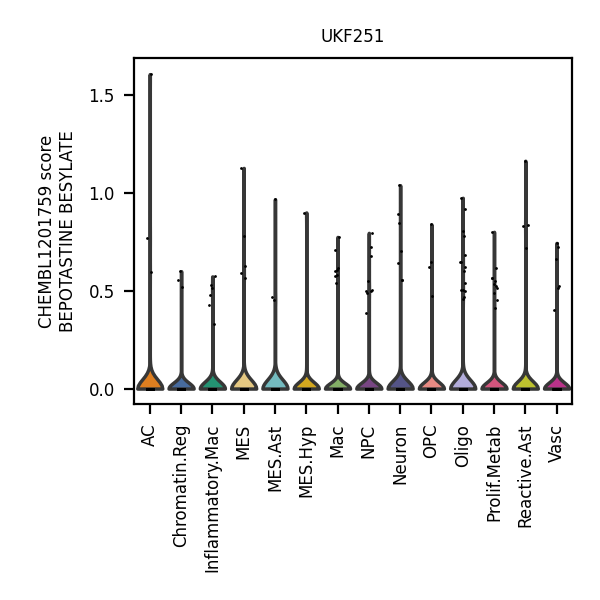 UKF251
CHEMBL1201759 score
BEPOTASTINE BESYLATE
1.5
1.0
0.5
0.0
AC
Chromatin.Reg
Inflammatory.Mac
MES
MES.Ast
MES.Hyp
Mac
NPC
Neuron
OPC
Oligo
Prolif.Metab
Reactive.Ast
Vasc